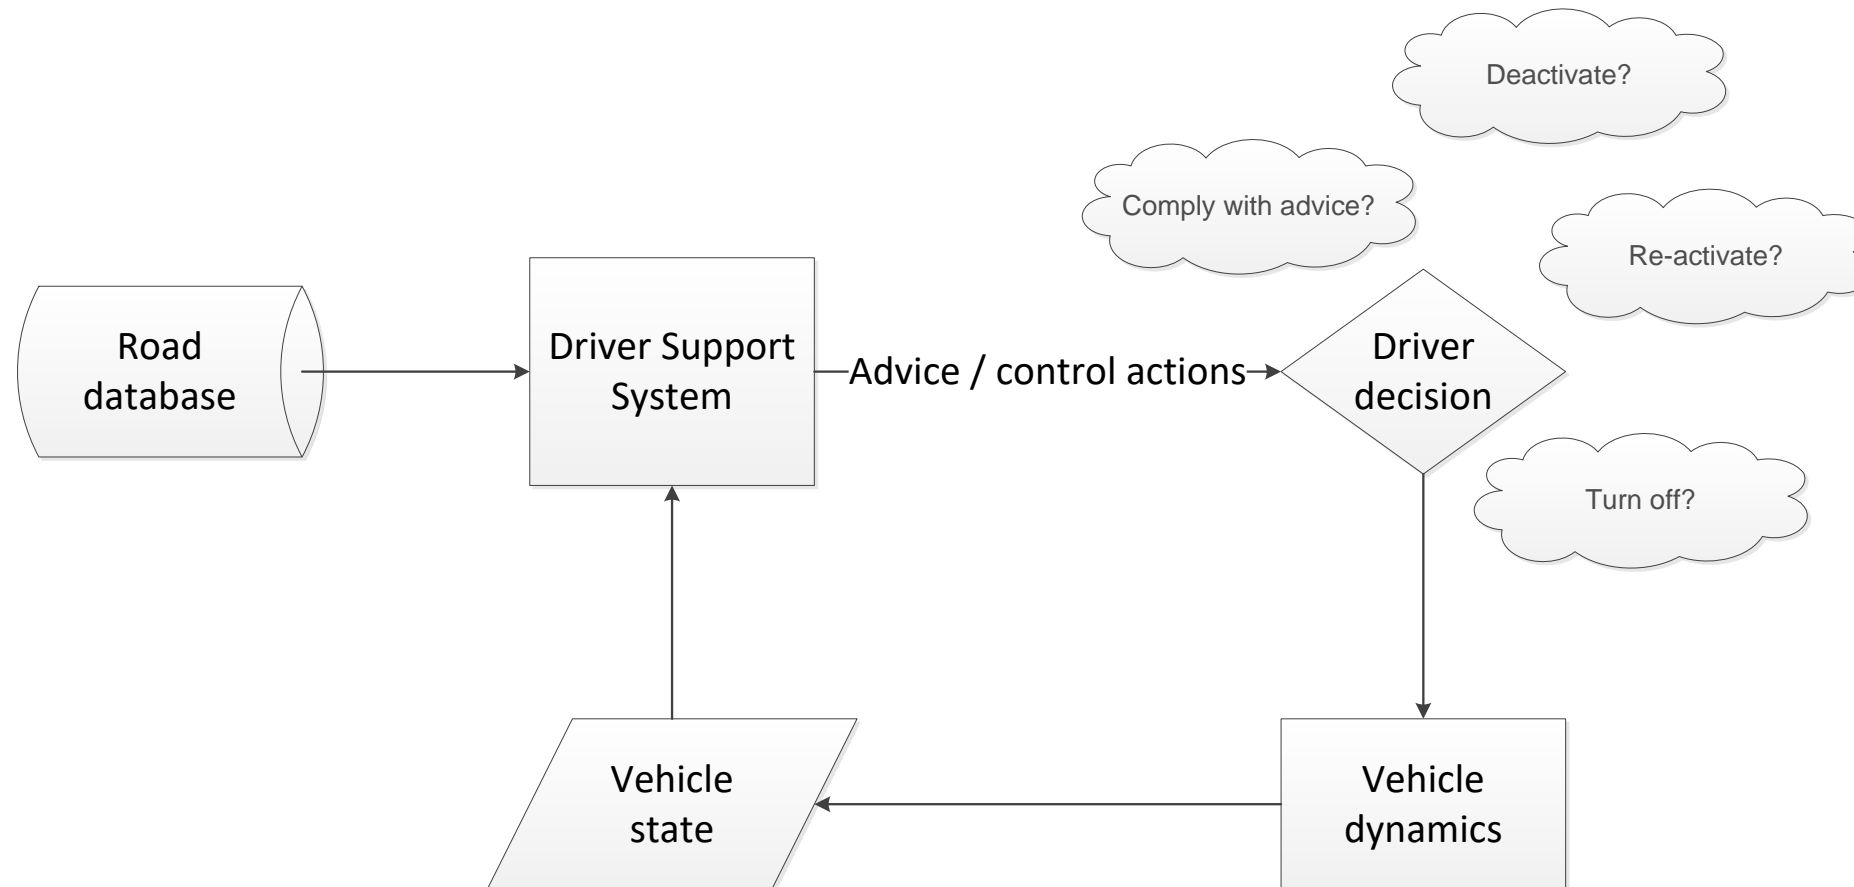 Deactivate?
Comply with advice?
Re-activate?
Road
database
Driver Support
System
Advice / control actions
Driver
decision
Turn off?
Vehicle
state
Vehicle
dynamics